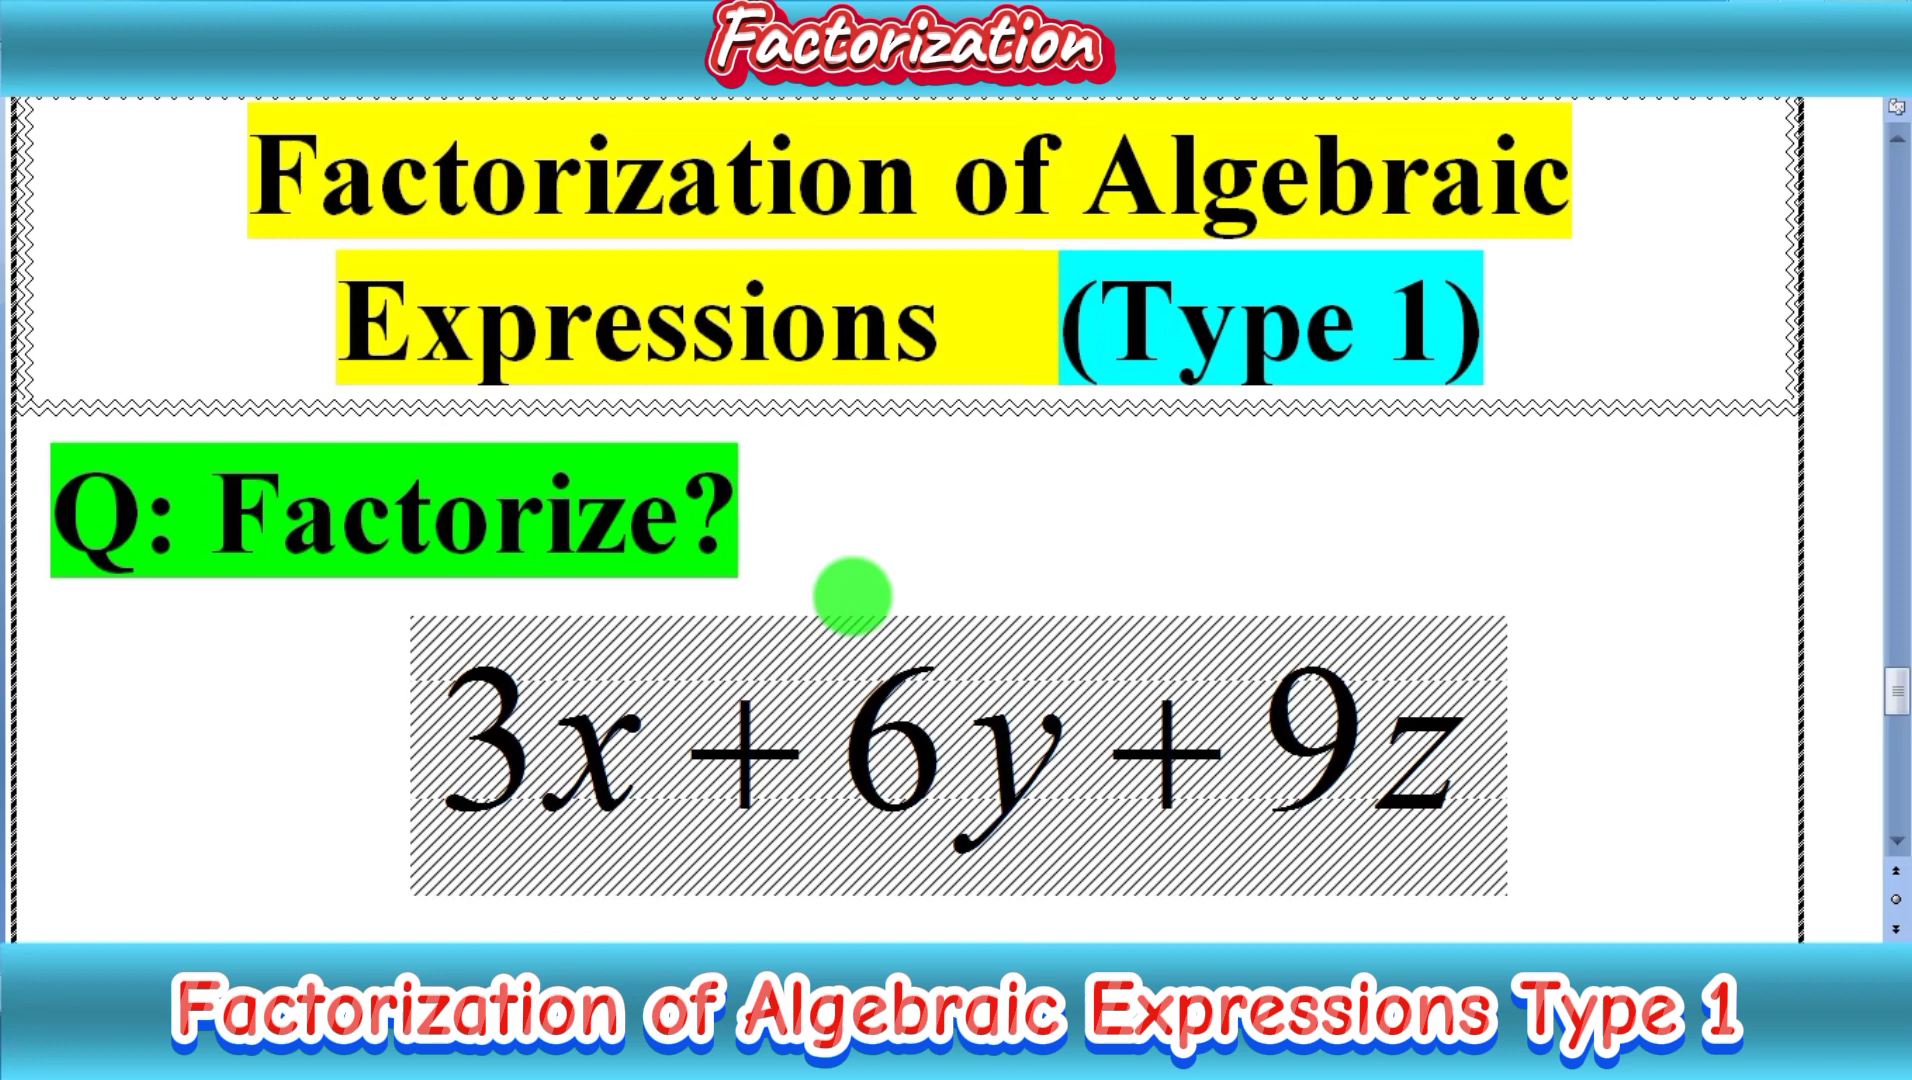 Factorization
Factorization of Algebraic
Expressions (Type 1)
Q: Factorize?
3x + 6y + 9z
Factorization of Algebraic Expressions Type 1